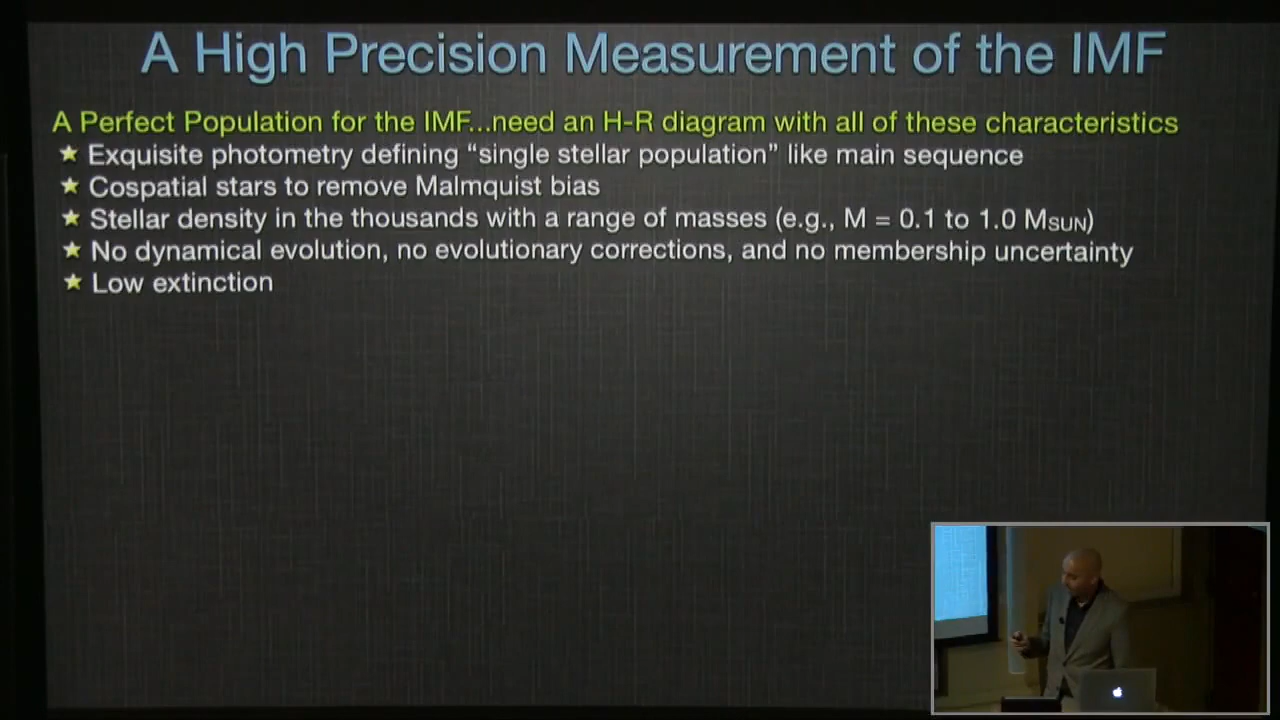 A High Precision Measurement of the IMF
A Perfect Population for the IMF...need an H-R diagram with all of these characteristics
★ Exquisite photometry defining “single stellar population” like main sequence
★ Cospatial stars to remove Malmquist bias
★ Stellar density in the thousands with a range of masses (e.g., M = 0.1 to 1.0 MSUN)
★ No dynamical evolution, no evolutionary corrections, and no membership uncertainty
★ Low extinction